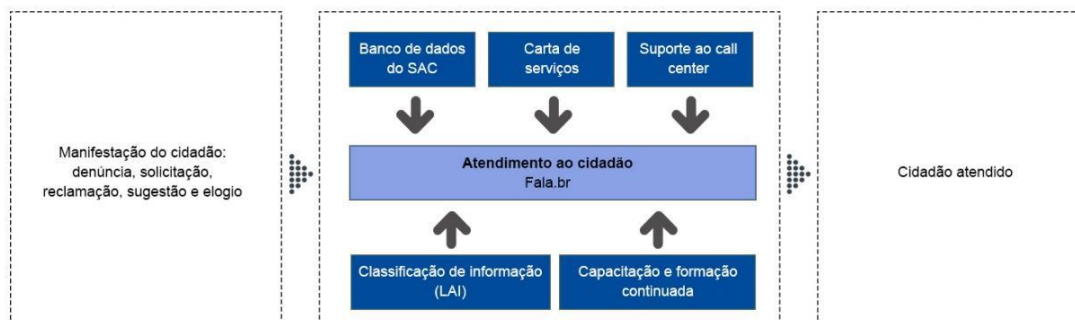 Manifestação do cidadão:
denúncia, solicitação,
reclamação, sugestão e elogio
Banco de dados
do SAC
Carta de
serviços
Suporte ao call
center
Atendimento ao cidadão
Fala.br
Classificação de informação
(LAI)
Capacitação e formação
continuada
Cidadão atendido